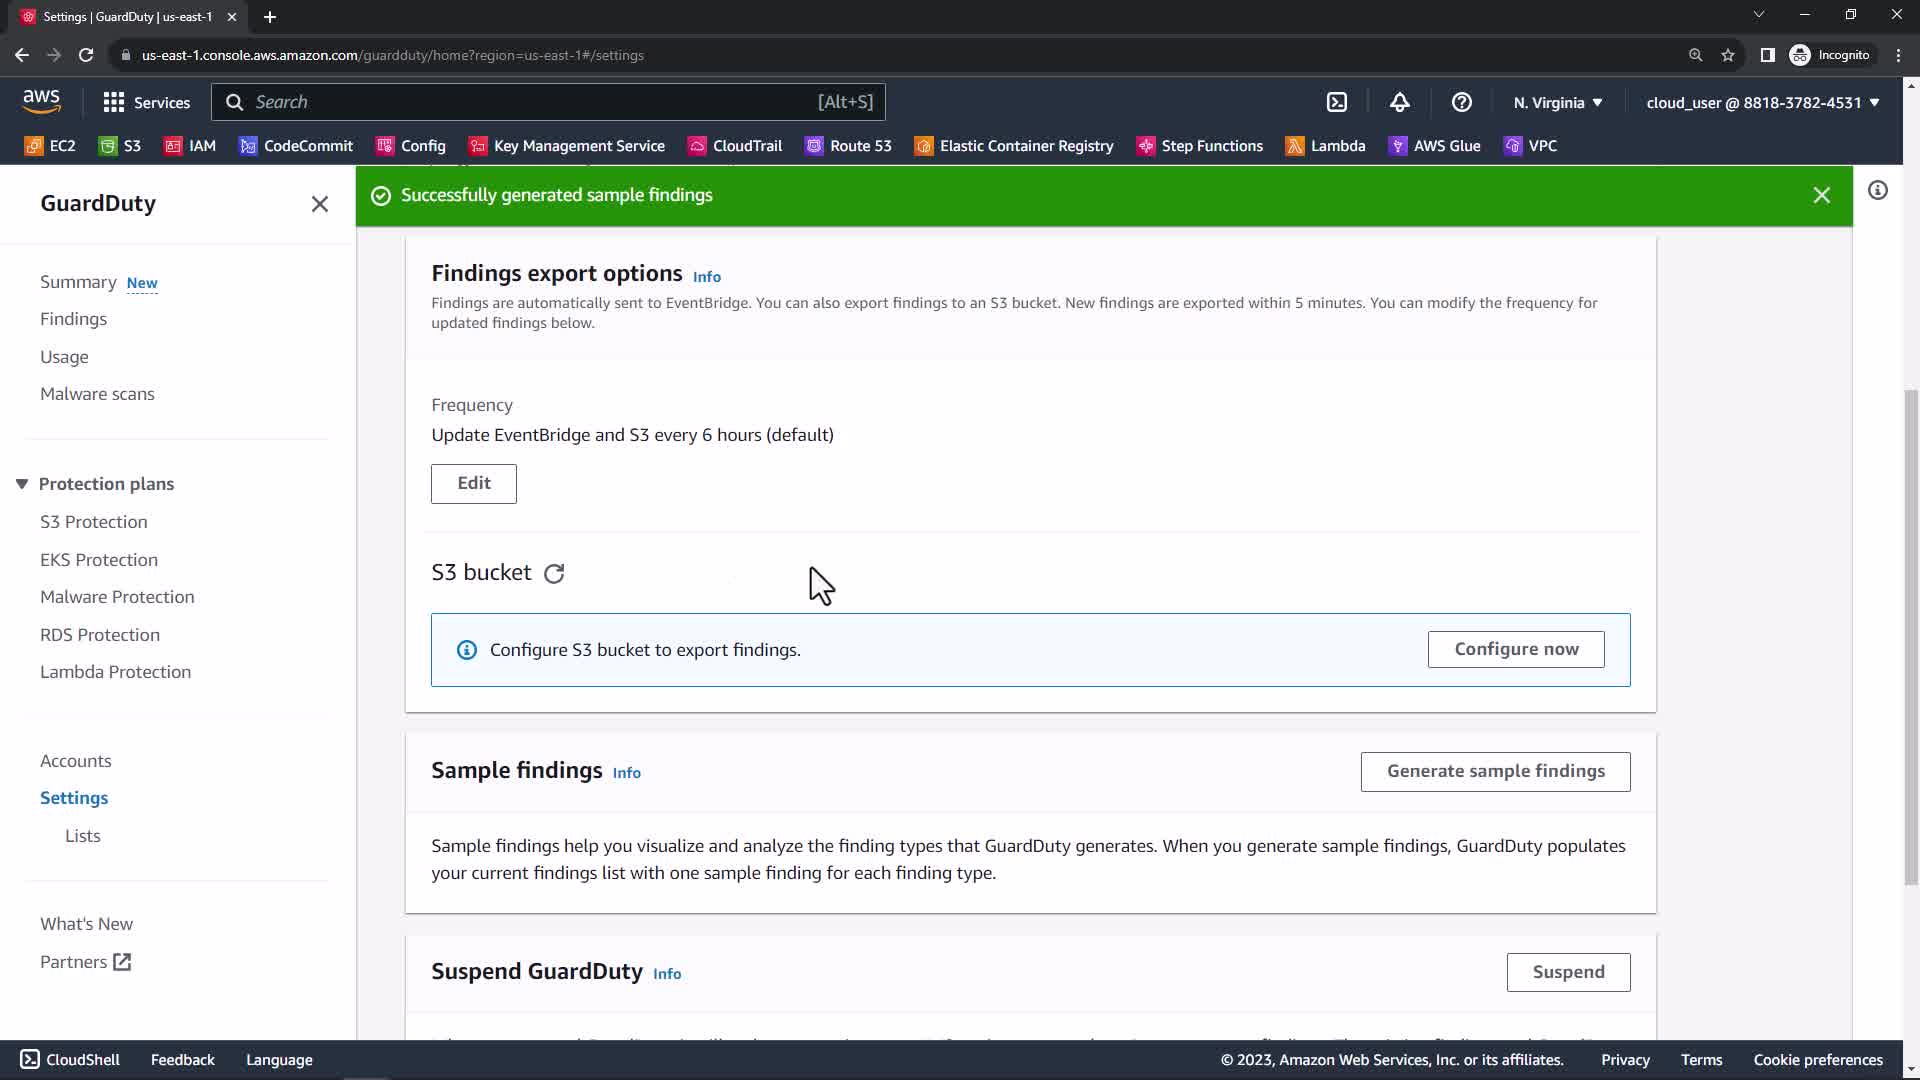 Settings | GuardDuty | us-east-1
us-east-1.console.aws.amazon.com/guardduty/home?region=us-east-1#/settings
Incognito
aws
Services
Search
[Alt+S]
N. Virginia
cloud_user @ 8818-3782-4531
EC2
S3
IAM
CodeCommit
Config
Key Management Service
CloudTrail
Route 53
Elastic Container Registry
Step Functions
Lambda
AWS Glue
VPC
GuardDuty
Summary New
Findings
Usage
Malware scans
Protection plans
S3 Protection
EKS Protection
Malware Protection
RDS Protection
Lambda Protection
Accounts
Settings
Lists
What's New
Partners
Successfully generated sample findings
Findings export options Info
Findings are automatically sent to EventBridge. You can also export findings to an S3 bucket. New findings are exported within 5 minutes. You can modify the frequency for
updated findings below.
Frequency
Update EventBridge and S3 every 6 hours (default)
Edit
S3 bucket
Configure S3 bucket to export findings.
Configure now
Sample findings Info
Generate sample findings
Sample findings help you visualize and analyze the finding types that GuardDuty generates. When you generate sample findings, GuardDuty populates
your current findings list with one sample finding for each finding type.
Suspend GuardDuty Info
Suspend
CloudShell
Feedback
Language
© 2023, Amazon Web Services, Inc. or its affiliates.
Privacy
Terms
Cookie preferences